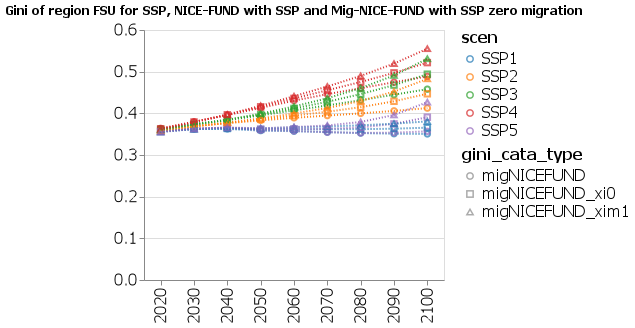 Gini of region FSU for SSP, NICE-FUND with SSP and Mig-NICE-FUND with SSP zero migration
0.6
0.5
0.4
0.3
0.2
0.1
0.0
2020
2030
2040
2050
2060
2070
2080
2090
2100
scen
SSP1
SSP2
SSP3
SSP4
SSP5
gini_cata_type
migNICEFUND
migNICEFUND_xi0
migNICEFUND_xim1